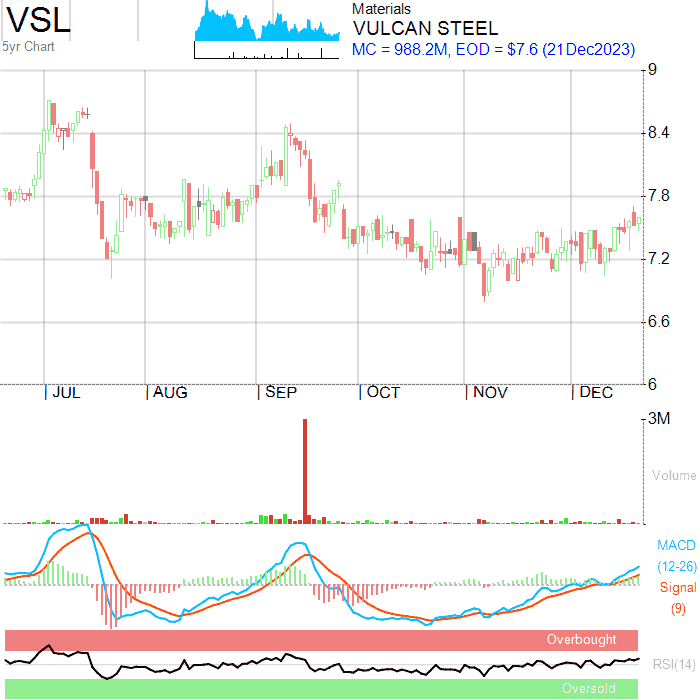 VSL
5yr Chart
Materials
VULCAN STEEL
MC = 988.2M, EOD = $7.6 (21Dec2023)
9
8.4
7.8
7.2
6.6
6
JUL AUG SEP OCT NOV DEC
3M
Volume
MACD
(12-26)
Signal
(9)
Overbought
RSI(14)
Oversold